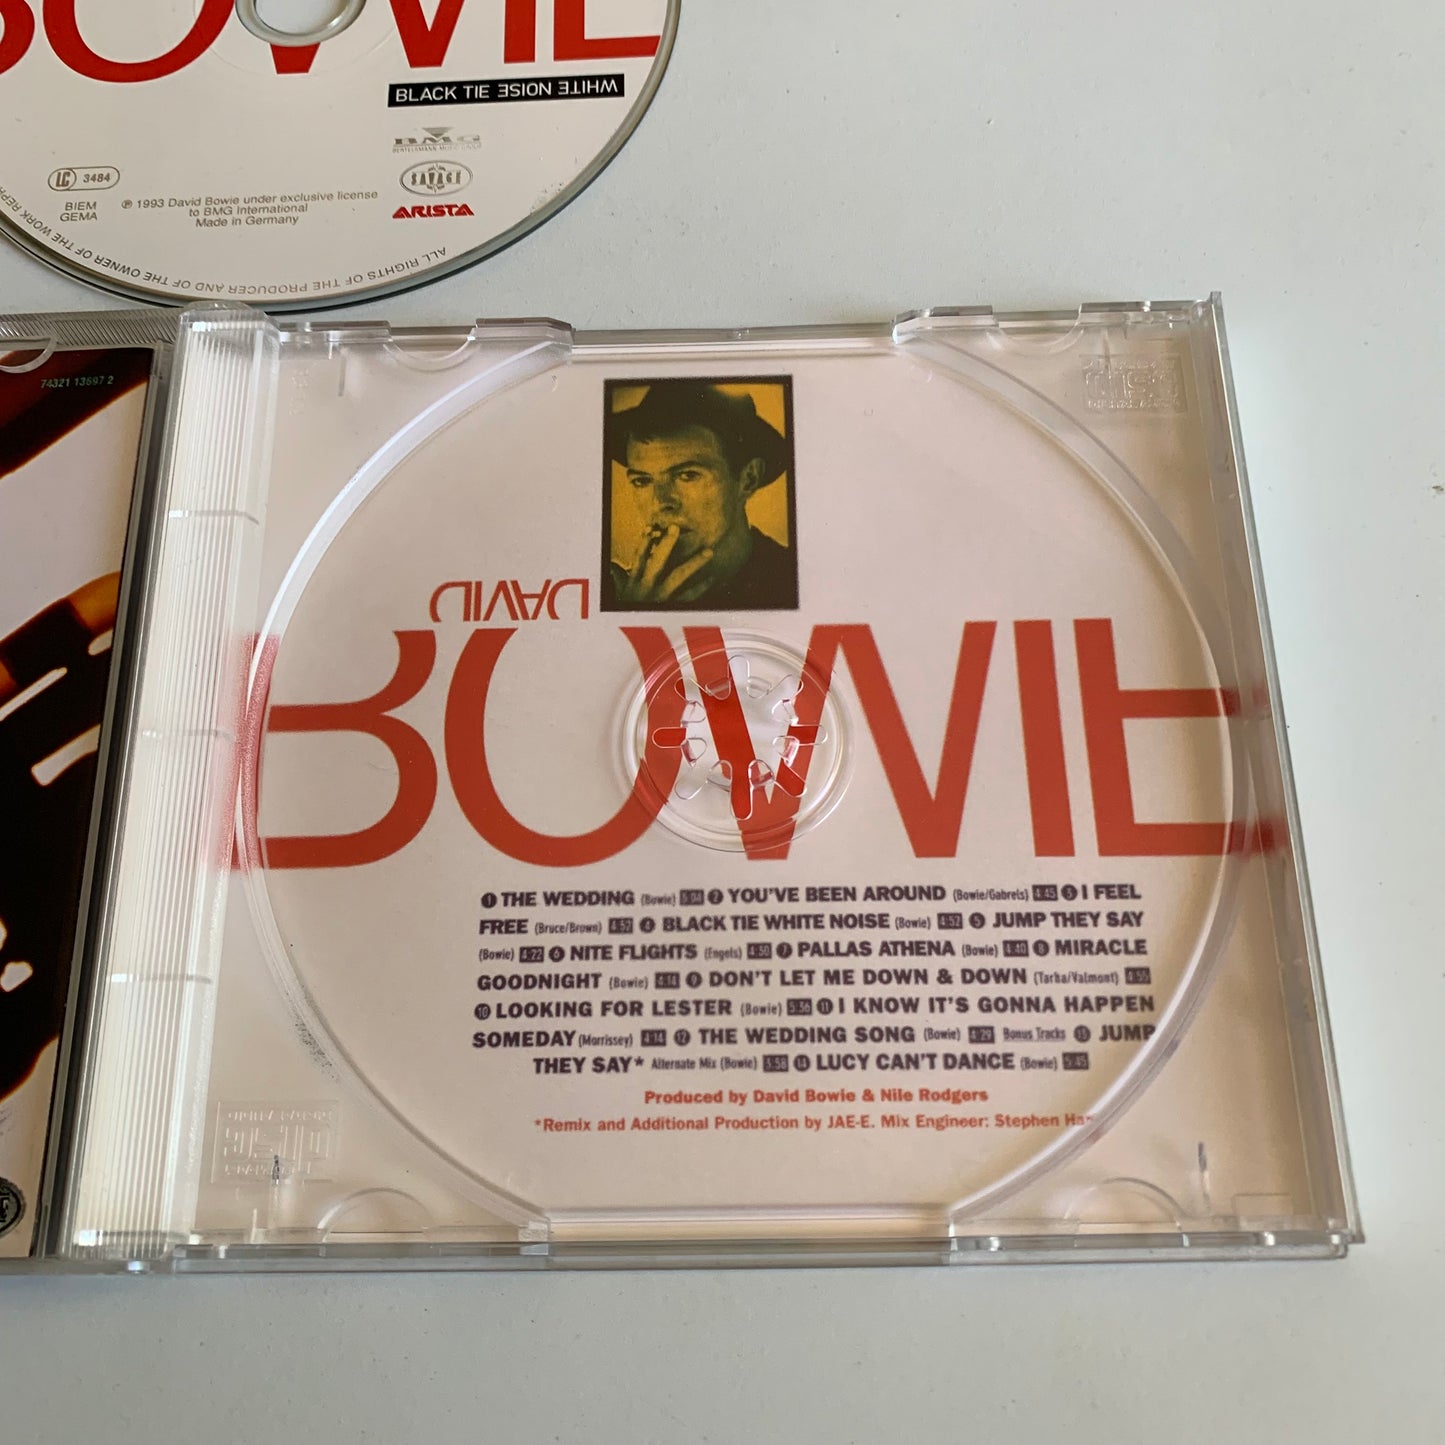 BOWIE
BLACK TIE WHITE NOISE
BMG
BERTELSMANN MUSIC GROUP
LC 3484
SAVAGE
BIEM
GEMA
℗ 1993 David Bowie under exclusive license
to BMG International
Made in Germany
ARISTA
ALL RIGHTS OF THE PRODUCER AND OF THE OWNER OF THE WORK
74321 13697 2
DAVID
BOWIE
1 THE WEDDING (Bowie) 5:04 2 YOU'VE BEEN AROUND (Bowie/Gabrels) 4:45 3 I FEEL
FREE (Bruce/Brown) 4:52 4 BLACK TIE WHITE NOISE (Bowie) 4:52 5 JUMP THEY SAY
(Bowie) 4:22 6 NITE FLIGHTS (Engels) 4:30 7 PALLAS ATHENA (Bowie) 4:40 8 MIRACLE
GOODNIGHT (Bowie) 4:14 9 DON'T LET ME DOWN & DOWN (Tarha/Valmont) 4:55
10 LOOKING FOR LESTER (Bowie) 5:36 11 I KNOW IT'S GONNA HAPPEN
SOMEDAY (Morrissey) 4:14 12 THE WEDDING SONG (Bowie) 4:29 Bonus Tracks 13 JUMP
THEY SAY* Alternate Mix (Bowie) 3:58 14 LUCY CAN'T DANCE (Bowie) 5:45
Produced by David Bowie & Nile Rodgers
*Remix and Additional Production by JAE-E. Mix Engineer: Stephen
COMPACT
disc
DIGITAL AUDIO